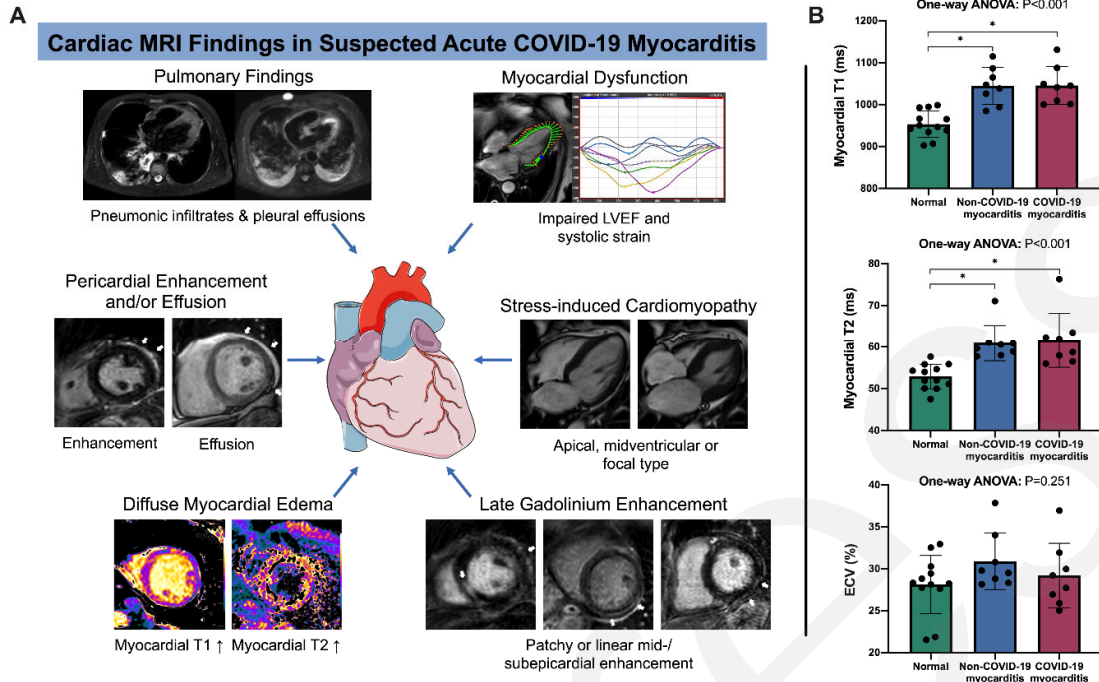 A
Cardiac MRI Findings in Suspected Acute COVID-19 Myocarditis
Pulmonary Findings
Pneumonic infiltrates & pleural effusions
Myocardial Dysfunction
Impaired LVEF and
systolic strain
Pericardial Enhancement
and/or Effusion
Enhancement
Effusion
Stress-induced Cardiomyopathy
Apical, midventricular or
focal type
Diffuse Myocardial Edema
Myocardial T1 ↑
Myocardial T2 ↑
Late Gadolinium Enhancement
Patchy or linear mid-/
subepicardial enhancement
B
One-way ANOVA: P<0.001
*
*
Myocardial T1 (ms)
1200
1100
1000
900
800
Normal
Non-COVID-19
myocarditis
COVID-19
myocarditis
One-way ANOVA: P<0.001
*
*
Myocardial T2 (ms)
80
70
60
50
40
Normal
Non-COVID-19
myocarditis
COVID-19
myocarditis
One-way ANOVA: P=0.251
ECV (%)
40
35
30
25
20
Normal
Non-COVID-19
myocarditis
COVID-19
myocarditis